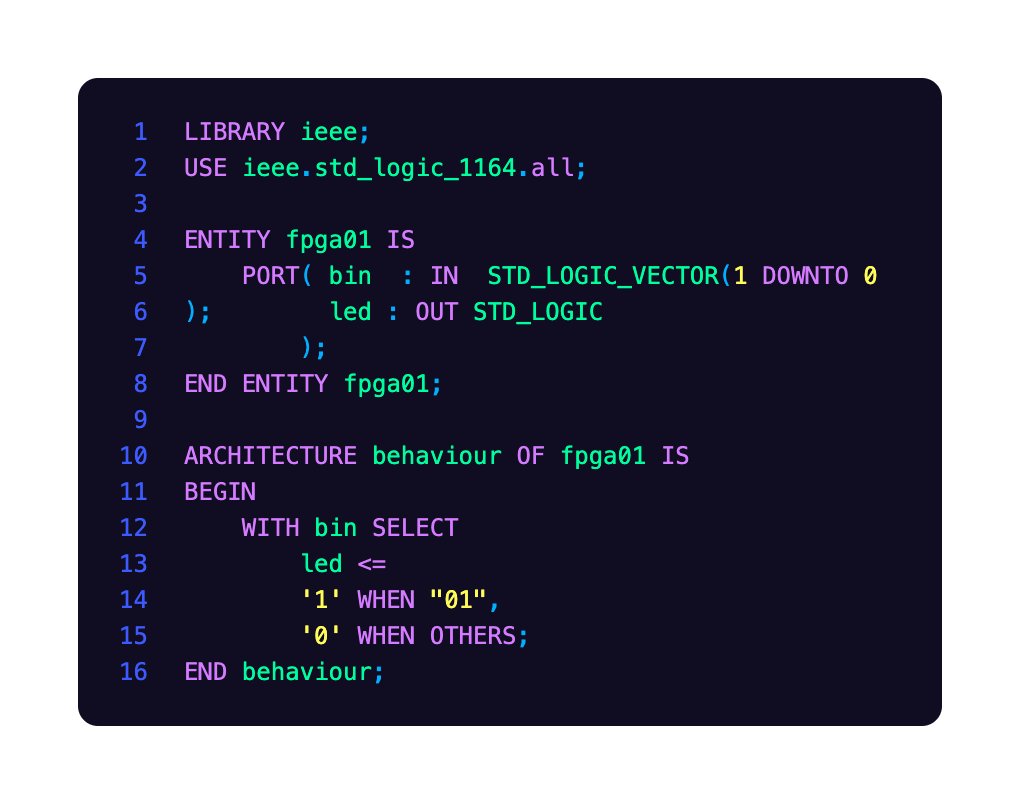 1 LIBRARY ieee;
2 USE ieee.std_logic_1164.all;
3
4 ENTITY fpga01 IS
5     PORT( bin  : IN  STD_LOGIC_VECTOR(1 DOWNTO 0
6 );        led : OUT STD_LOGIC
7         );
8 END ENTITY fpga01;
9
10 ARCHITECTURE behaviour OF fpga01 IS
11 BEGIN
12     WITH bin SELECT
13         led <=
14         '1' WHEN "01",
15         '0' WHEN OTHERS;
16 END behaviour;